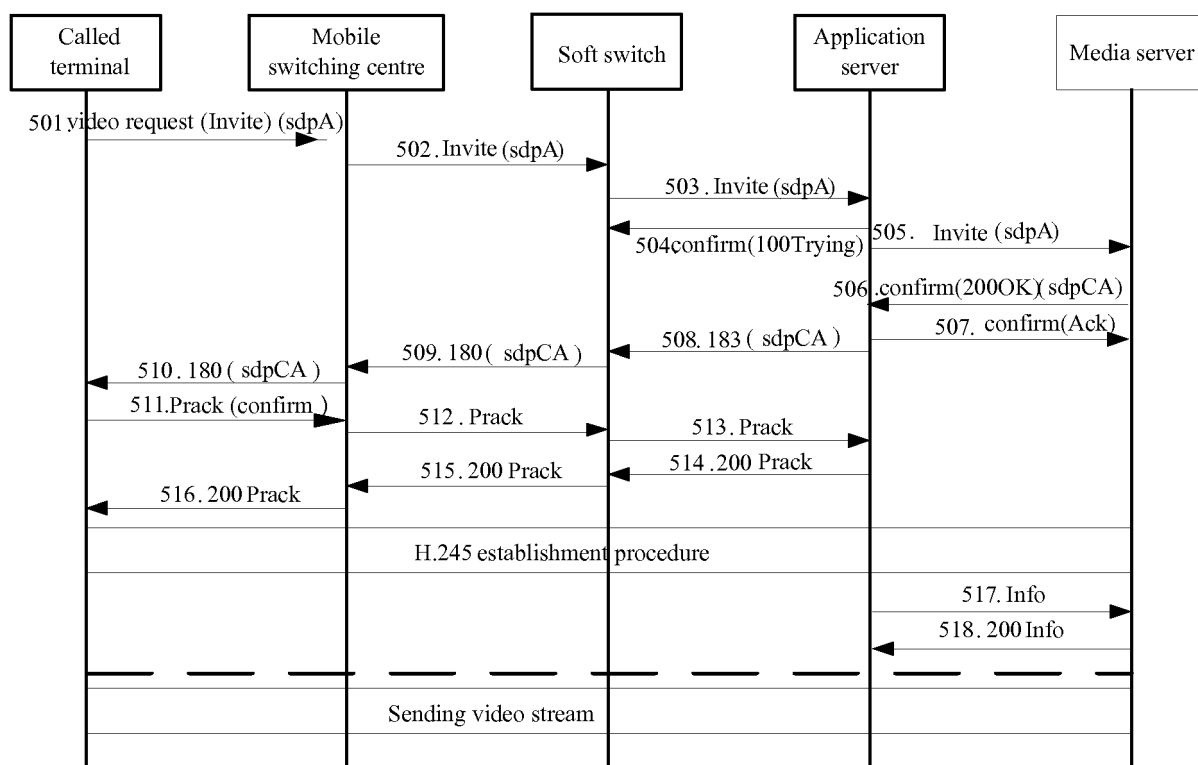 Called
terminal
Mobile
switching centre
Soft switch
Application
server
Media server
501.video request (Invite) (sdpA)
502. Invite (sdpA)
503. Invite (sdpA)
504.confirm(100Trying)
505. Invite (sdpA)
506.confirm(200OK)(sdpCA)
507. confirm(Ack)
508. 183 ( sdpCA )
509. 180 ( sdpCA )
510. 180 ( sdpCA )
511.Prack (confirm )
512. Prack
513. Prack
514. 200 Prack
515. 200 Prack
516. 200 Prack
H.245 establishment procedure
517. Info
518. 200 Info
Sending video stream